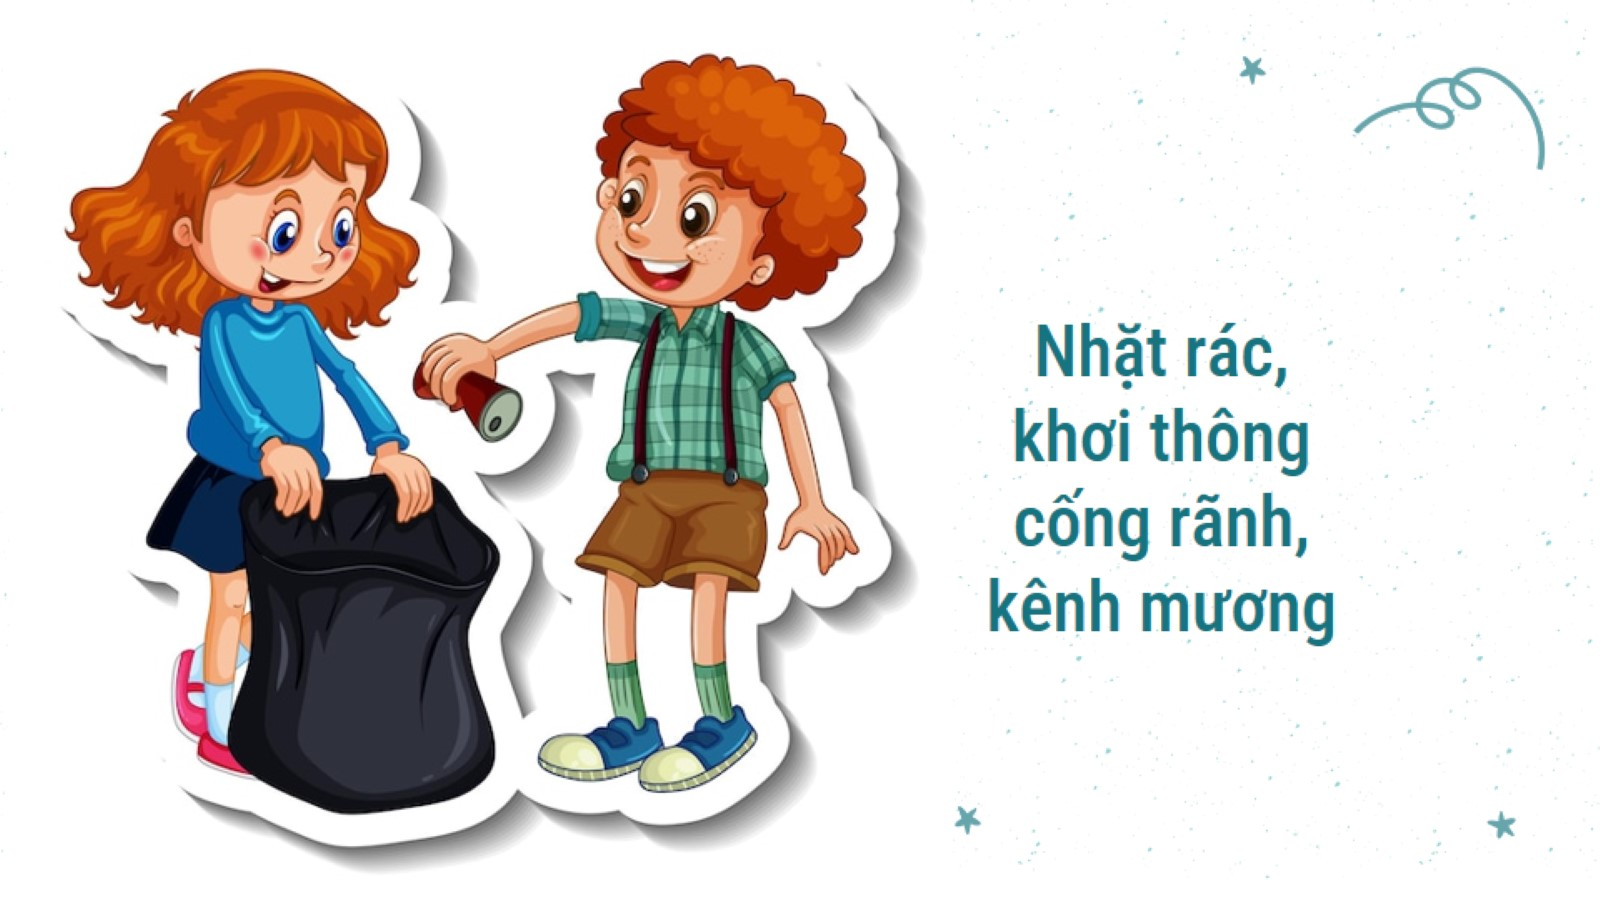 Nhặt rác,
khơi thông
cống rãnh,
kênh mương